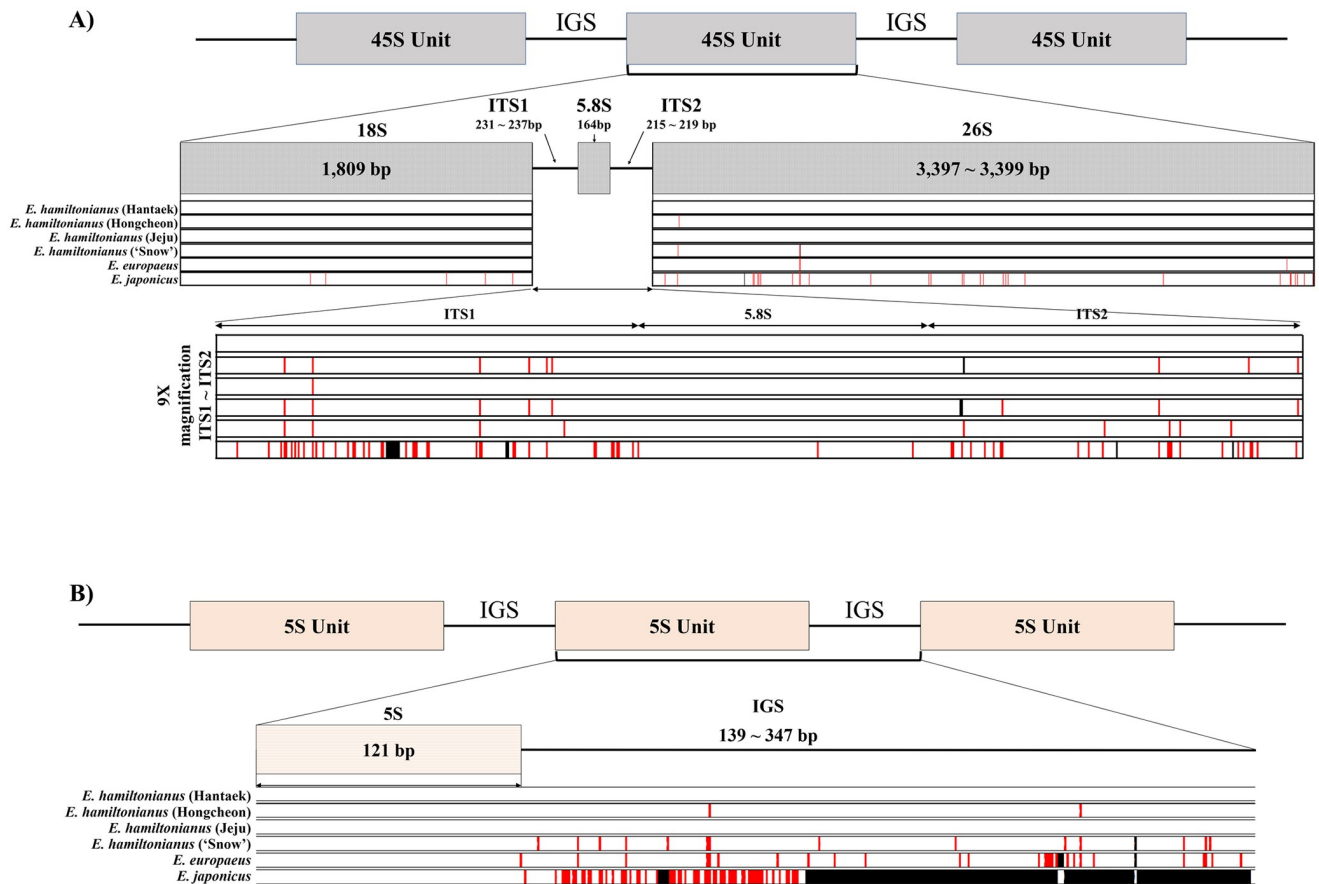 A)
IGS IGS
45S Unit 45S Unit 45S Unit
ITS1 5.8S ITS2
231 ~ 237bp 164bp 215 ~ 219 bp
18S 26S
1,809 bp 3,397 ~ 3,399 bp
E. hamiltonianus (Hantaek)
E. hamiltonianus (Hongcheon)
E. hamiltonianus (Jeju)
E. hamiltonianus (‘Snow’)
E. europaeus
E. japonicus
ITS1 5.8S ITS2
9X
magnification
ITS1 ~ ITS2
B)
IGS IGS
5S Unit 5S Unit 5S Unit
5S IGS
121 bp 139 ~ 347 bp
E. hamiltonianus (Hantaek)
E. hamiltonianus (Hongcheon)
E. hamiltonianus (Jeju)
E. hamiltonianus (‘Snow’)
E. europaeus
E. japonicus